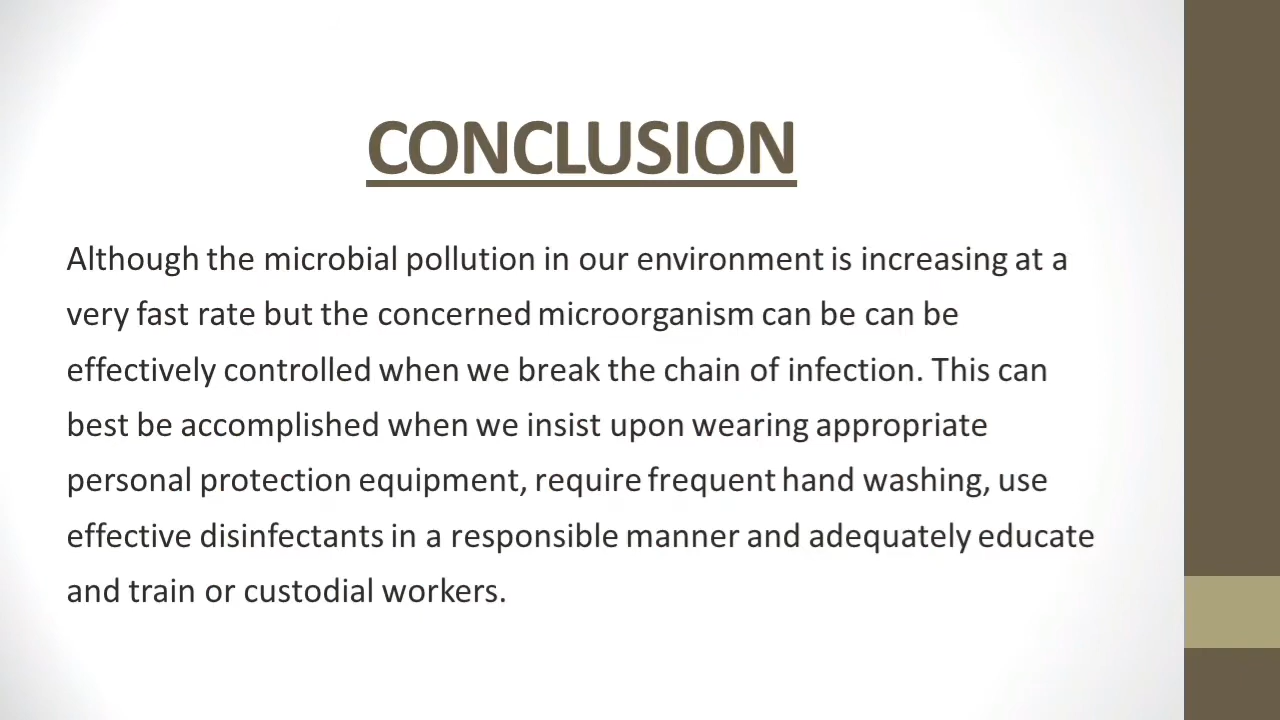 CONCLUSION
Although the microbial pollution in our environment is increasing at a
very fast rate but the concerned microorganism can be can be
effectively controlled when we break the chain of infection. This can
best be accomplished when we insist upon wearing appropriate
personal protection equipment, require frequent hand washing, use
effective disinfectants in a responsible manner and adequately educate
and train or custodial workers.